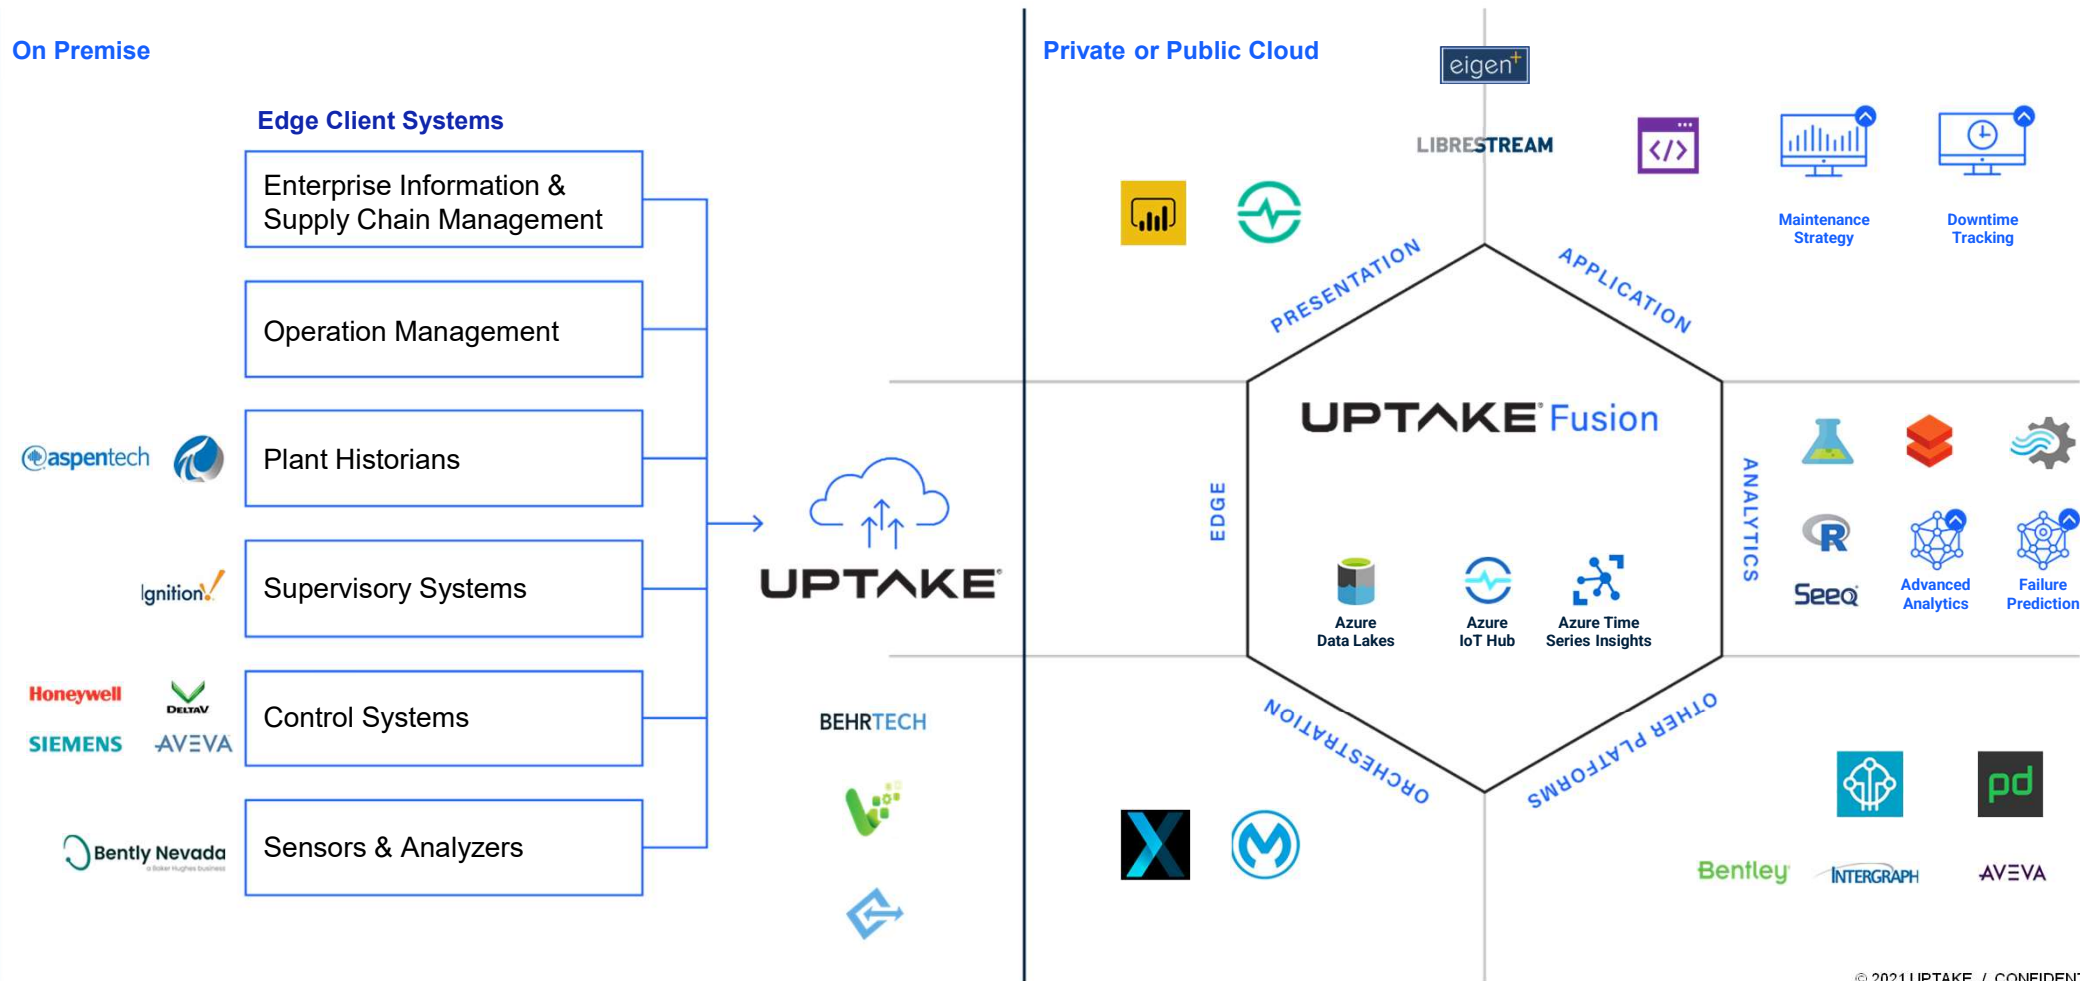 On Premise
Private or Public Cloud
Edge Client Systems
Enterprise Information &
Supply Chain Management
Operation Management
aspentech
Plant Historians
Ignition!
Supervisory Systems
Honeywell
DELTAV
SIEMENS
AVEVA
Control Systems
Bently Nevada
a Baker Hughes business
Sensors & Analyzers
UPTAKE
BEHRTECH
eigen+
LIBRESTREAM
</>
Maintenance
Strategy
Downtime
Tracking
PRESENTATION
APPLICATION
EDGE
UPTAKE Fusion
Azure
Data Lakes
Azure
IoT Hub
Azure Time
Series Insights
ANALYTICS
R
Seeq
Advanced
Analytics
Failure
Prediction
ORCHESTRATION
OTHER PLATFORMS
X
M
pd
Bentley
INTERGRAPH
AVEVA
© 2021 UPTAKE / CONFIDENT